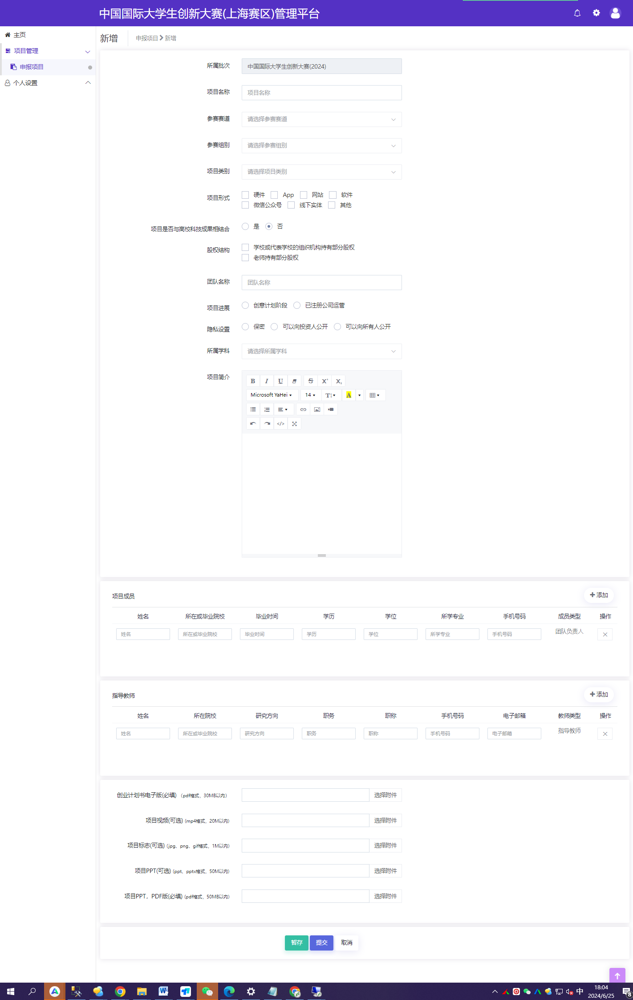 中国国际大学生创新大赛(上海赛区)管理平台
主页
项目管理
申报项目
个人设置
新增
申报项目 新增
所属批次 中国国际大学生创新大赛(2024)
项目名称 项目名称
参赛赛道 请选择参赛赛道
参赛组别 请选择参赛组别
项目类别 请选择项目类别
项目形式 硬件 App 网站 软件
微信公众号 线下实体 其他
项目是否与高校科技成果相结合 是 否
股权结构 学校或代表学校的组织机构持有部分股权
老师持有部分股权
团队名称 团队名称
项目进展 创意计划阶段 已注册公司运营
隐私设置 保密 可以向投资人公开 可以向所有人公开
所属学科 请选择所属学科
项目简介
B I U S X² X₂
Microsoft YaHei 14 T A
</>
项目成员 添加
姓名 所在或毕业院校 毕业时间 学历 学位 所学专业 手机号码 成员类型 操作
姓名 所在或毕业院校 毕业时间 学历 学位 所学专业 手机号码 团队负责人
指导教师 添加
姓名 所在院校 研究方向 职务 职称 手机号码 电子邮箱 教师类型 操作
姓名 所在或毕业院校 研究方向 职务 职称 手机号码 电子邮箱 指导教师
创业计划书电子版(必填) (pdf格式，30MB以内) 选择附件
项目视频(可选) (mp4格式，20M以内) 选择附件
项目标志(可选) (jpg、png、gif格式，1M以内) 选择附件
项目PPT(可选) (ppt、pptx格式，50M以内) 选择附件
项目PPT，PDF版(必填) (pdf格式，50MB以内) 选择附件
暂存 提交 取消
中 18:04
2024/6/25 8